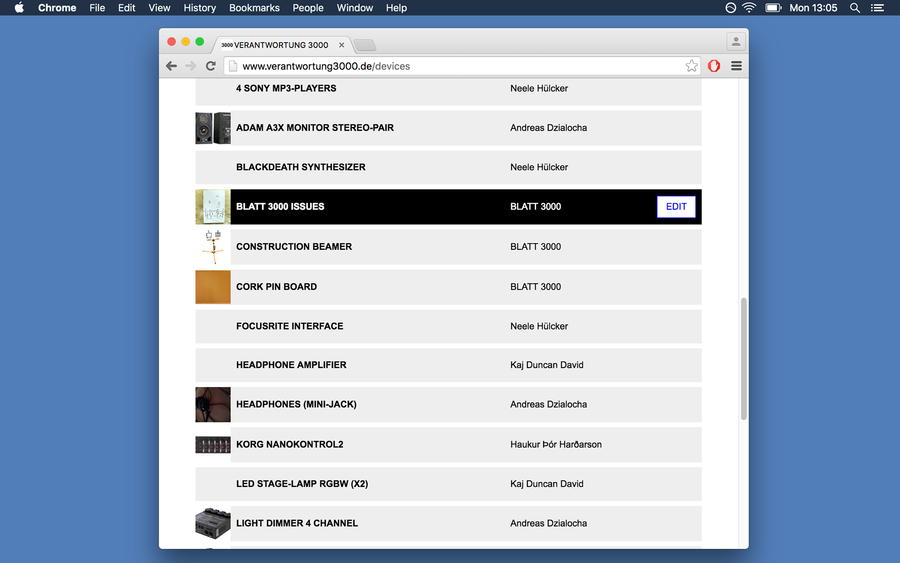 Chrome File Edit View History Bookmarks People Window Help Mon 13:05
3000 VERANTWORTUNG 3000
www.verantwortung3000.de/devices
4 SONY MP3-PLAYERS Neele Hülcker
ADAM A3X MONITOR STEREO-PAIR Andreas Dzialocha
BLACKDEATH SYNTHESIZER Neele Hülcker
BLATT 3000 ISSUES BLATT 3000 EDIT
CONSTRUCTION BEAMER BLATT 3000
CORK PIN BOARD BLATT 3000
FOCUSRITE INTERFACE Neele Hülcker
HEADPHONE AMPLIFIER Kaj Duncan David
HEADPHONES (MINI-JACK) Andreas Dzialocha
KORG NANOKONTROL2 Haukur Þór Harðarson
LED STAGE-LAMP RGBW (X2) Kaj Duncan David
LIGHT DIMMER 4 CHANNEL Andreas Dzialocha